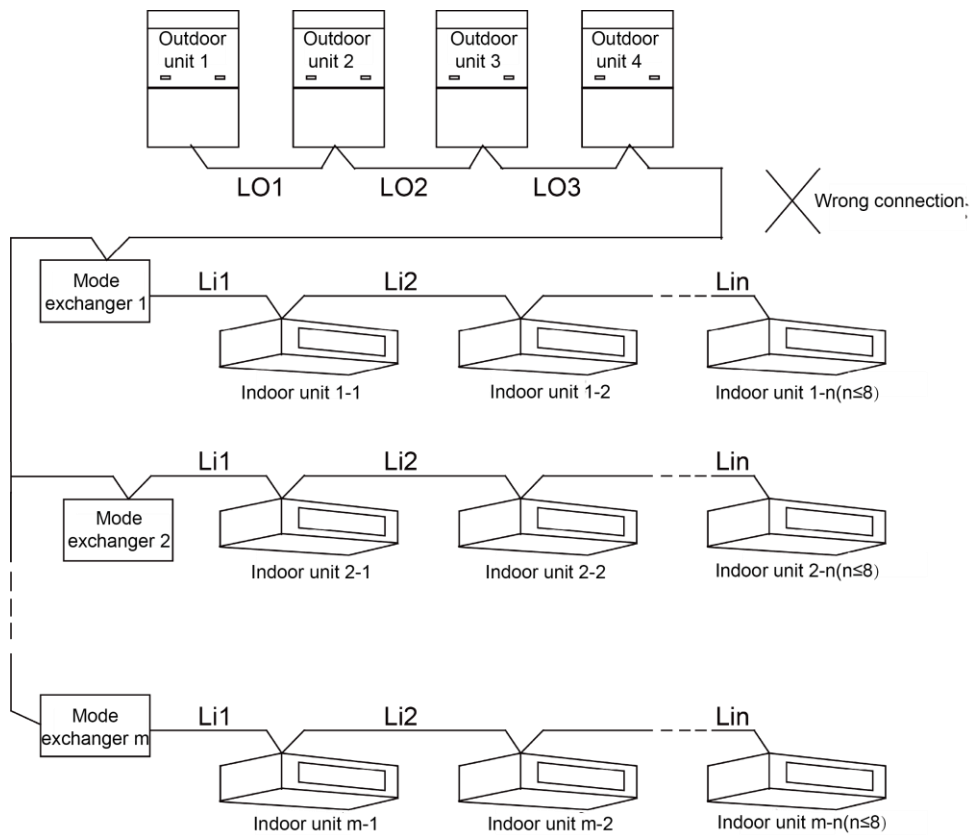 Outdoor
unit 1
Outdoor
unit 2
Outdoor
unit 3
Outdoor
unit 4
LO1
LO2
LO3
Wrong connection
Mode
exchanger 1
Li1
Li2
Lin
Indoor unit 1-1
Indoor unit 1-2
Indoor unit 1-n(n≤8）
Mode
exchanger 2
Li1
Li2
Lin
Indoor unit 2-1
Indoor unit 2-2
Indoor unit 2-n(n≤8）
Mode
exchanger m
Li1
Li2
Lin
Indoor unit m-1
Indoor unit m-2
Indoor unit m-n(n≤8）